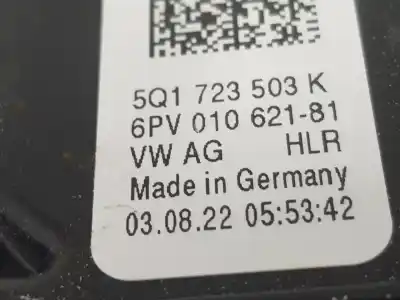 5Q1 723 503 K
6PV 010 621-81
VW AG HLR
Made in Germany
03.08.22 05:53:42